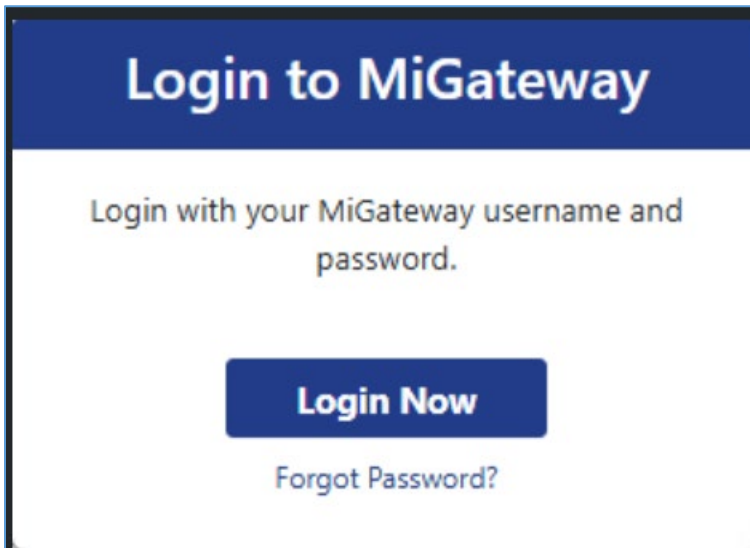 Login to MiGateway
Login with your MiGateway username and
password.
Login Now
Forgot Password?